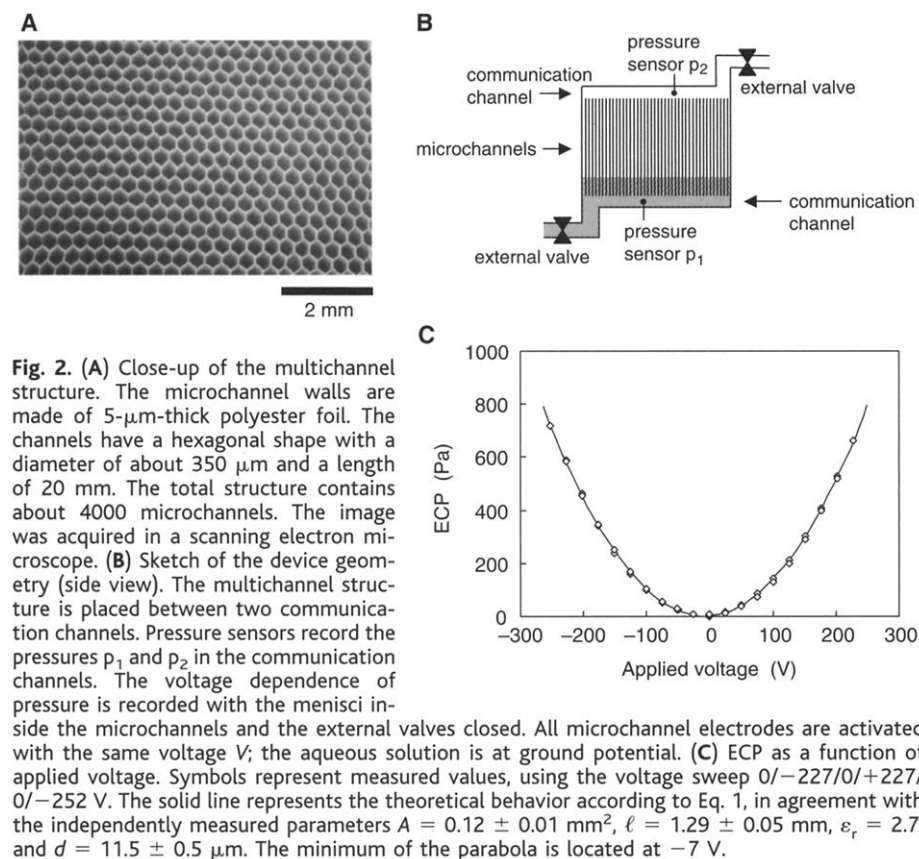 A
2 mm
B
pressure
sensor p₂
communication
channel
external valve
microchannels
communication
channel
external valve
pressure
sensor p₁
C
1000
800
600
400
200
0
ECP (Pa)
−300
−200
−100
0
100
200
300
Applied voltage (V)
Fig. 2. (A) Close-up of the multichannel
structure. The microchannel walls are
made of 5-μm-thick polyester foil. The
channels have a hexagonal shape with a
diameter of about 350 μm and a length
of 20 mm. The total structure contains
about 4000 microchannels. The image
was acquired in a scanning electron mi-
croscope. (B) Sketch of the device geom-
etry (side view). The multichannel struc-
ture is placed between two communica-
tion channels. Pressure sensors record the
pressures p₁ and p₂ in the communication
channels. The voltage dependence of
pressure is recorded with the menisci in-
side the microchannels and the external valves closed. All microchannel electrodes are activated
with the same voltage V; the aqueous solution is at ground potential. (C) ECP as a function of
applied voltage. Symbols represent measured values, using the voltage sweep 0/−227/0/+227/
0/−252 V. The solid line represents the theoretical behavior according to Eq. 1, in agreement with
the independently measured parameters A = 0.12 ± 0.01 mm², ℓ = 1.29 ± 0.05 mm, εᵣ = 2.7,
and d = 11.5 ± 0.5 μm. The minimum of the parabola is located at −7 V.